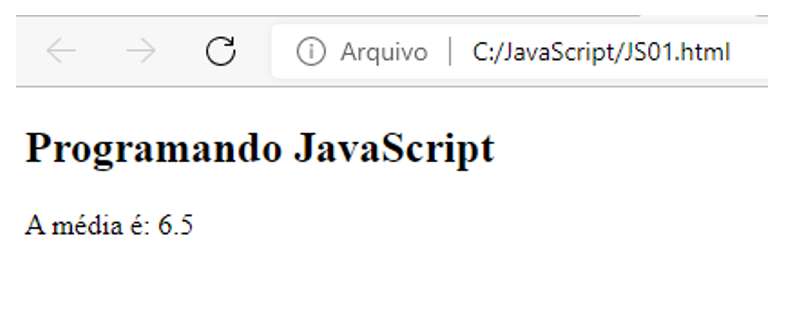 Arquivo | C:/JavaScript/JS01.html
Programando JavaScript
A média é: 6.5